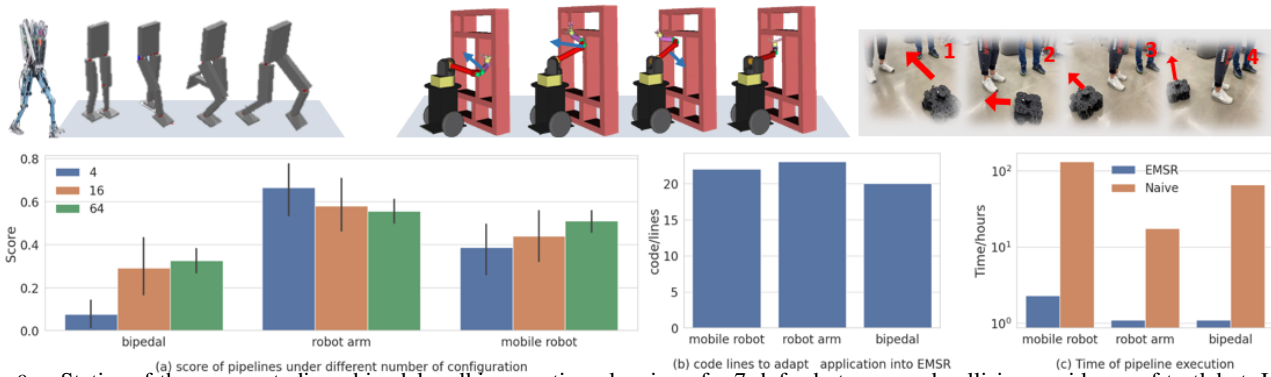 1 2 3 4
0.8
0.6
0.4
0.2
0.0
Score
4
16
64
bipedal robot arm mobile robot
(a) score of pipelines under different number of configuration
20
15
10
5
0
code/lines
mobile robot robot arm bipedal
(b) code lines to adapt application into EMSR
10²
10¹
10⁰
Time/hours
EMSR
Naive
mobile robot robot arm bipedal
(c) Time of pipeline execution